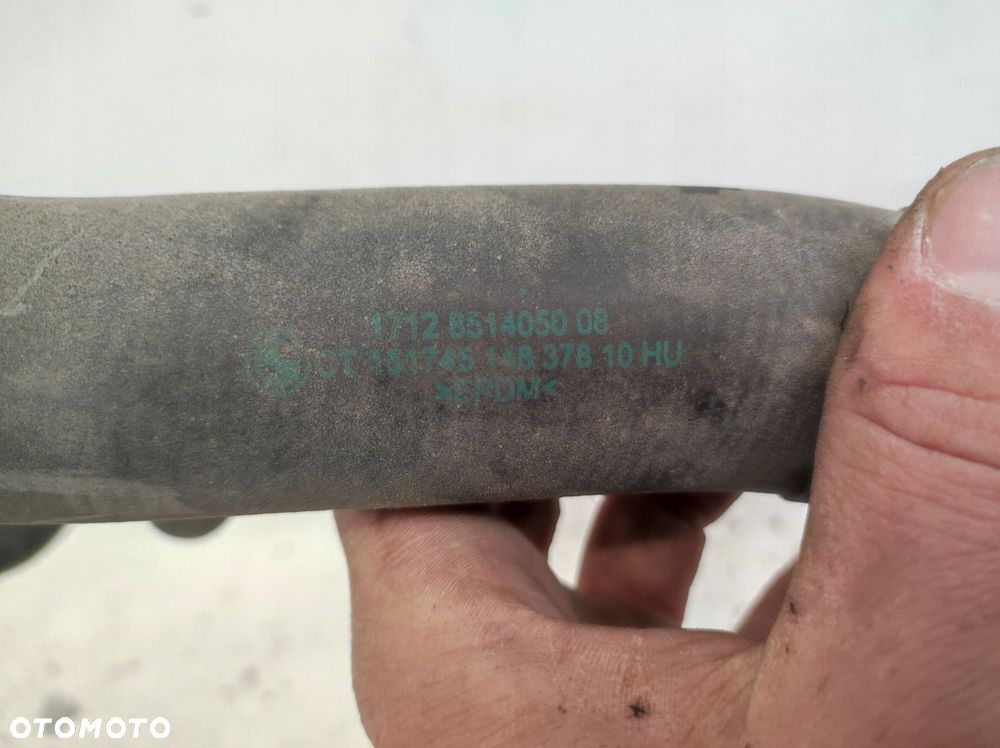 1712 8514050 08
CT 151745 148 378 10 HU
>EPDM<
OTOMOTO